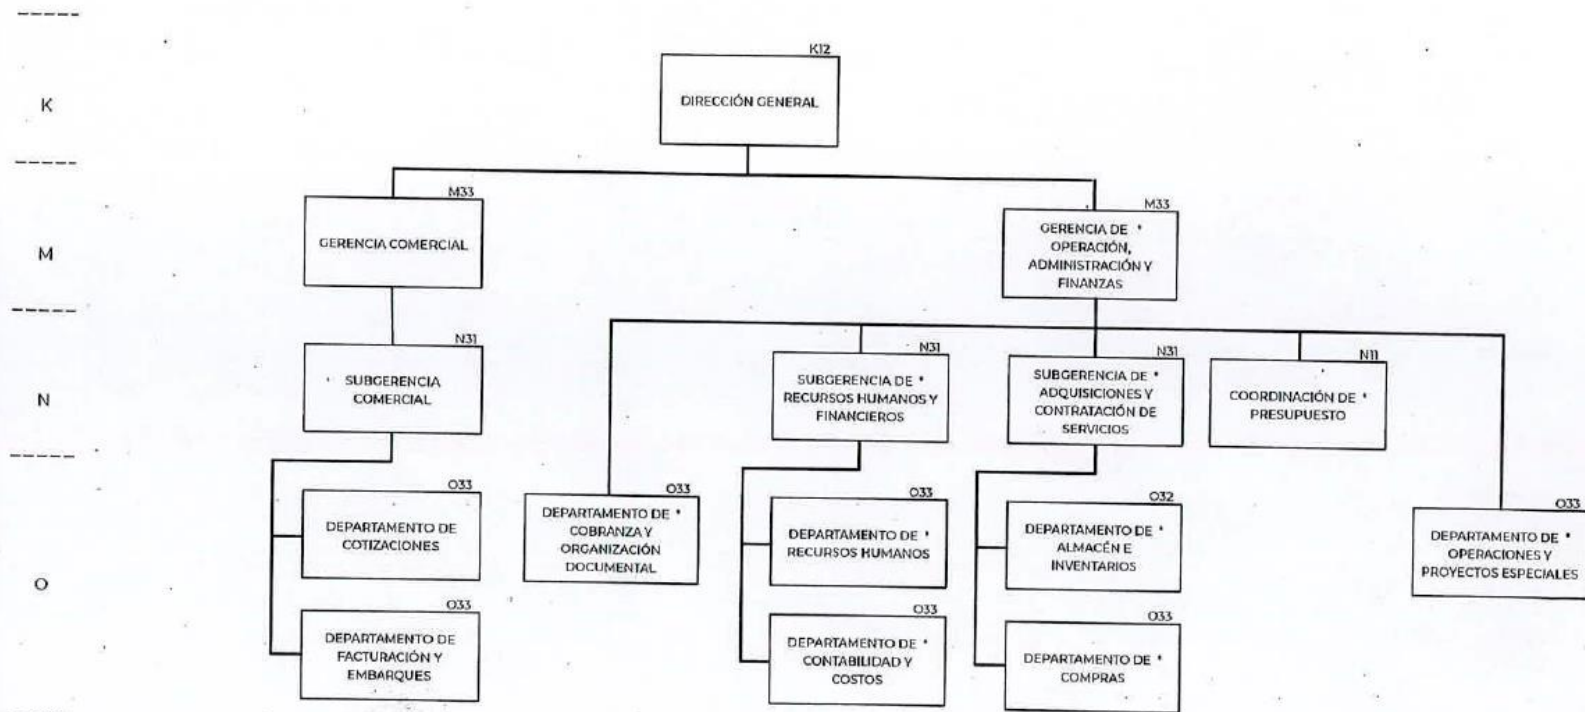 K
M
N
O
K12
DIRECCIÓN GENERAL
M33
GERENCIA COMERCIAL
M33
GERENCIA DE *
OPERACIÓN,
ADMINISTRACIÓN Y
FINANZAS
N31
SUBGERENCIA
COMERCIAL
N31
SUBGERENCIA DE *
RECURSOS HUMANOS Y
FINANCIEROS
N31
SUBGERENCIA DE *
ADQUISICIONES Y
CONTRATACIÓN DE
SERVICIOS
N11
COORDINACIÓN DE *
PRESUPUESTO
O33
DEPARTAMENTO DE
COTIZACIONES
O33
DEPARTAMENTO DE *
COBRANZA Y
ORGANIZACIÓN
DOCUMENTAL
O33
DEPARTAMENTO DE *
RECURSOS HUMANOS
O32
DEPARTAMENTO DE *
ALMACÉN E
INVENTARIOS
O33
DEPARTAMENTO DE *
OPERACIONES Y
PROYECTOS ESPECIALES
O33
DEPARTAMENTO DE
FACTURACIÓN Y
EMBARQUES
O33
DEPARTAMENTO DE *
CONTABILIDAD Y
COSTOS
O33
DEPARTAMENTO DE *
COMPRAS